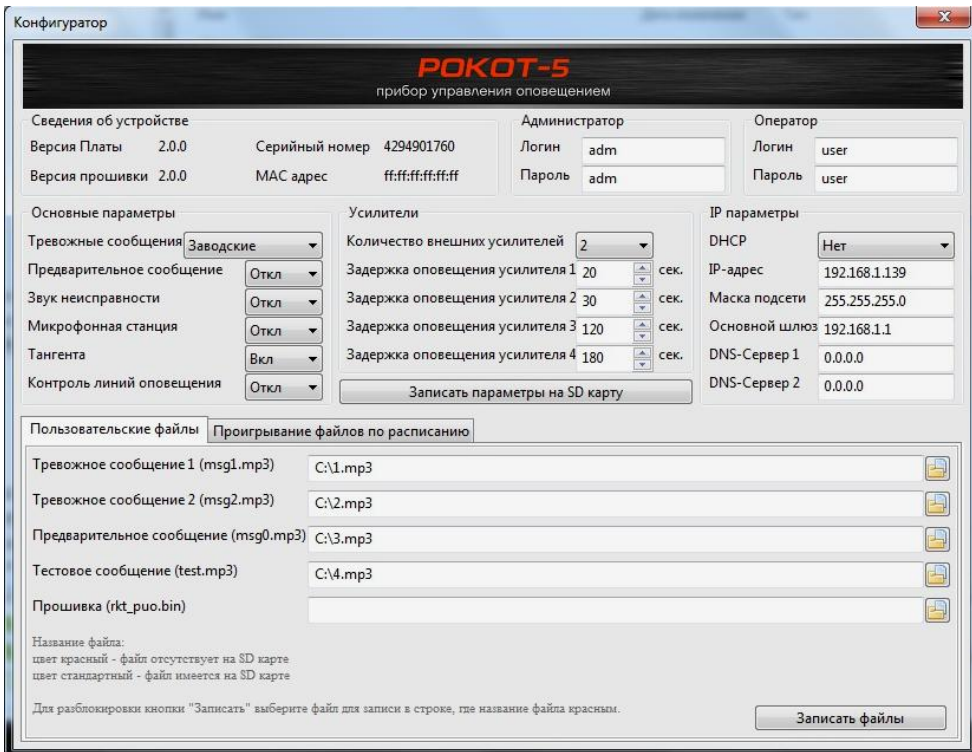 Конфигуратор
РОКОТ-5
прибор управления оповещением
Сведения об устройстве
Версия Платы 2.0.0 Серийный номер 4294901760
Версия прошивки 2.0.0 MAC адрес ff:ff:ff:ff:ff:ff
Администратор
Логин adm
Пароль adm
Оператор
Логин user
Пароль user
Основные параметры
Тревожные сообщения Заводские
Предварительное сообщение Откл
Звук неисправности Откл
Микрофонная станция Откл
Тангента Вкл
Контроль линий оповещения Откл
Усилители
Количество внешних усилителей 2
Задержка оповещения усилителя 1 20 сек.
Задержка оповещения усилителя 2 30 сек.
Задержка оповещения усилителя 3 120 сек.
Задержка оповещения усилителя 4 180 сек.
Записать параметры на SD карту
IP параметры
DHCP Нет
IP-адрес 192.168.1.139
Маска подсети 255.255.255.0
Основной шлюз 192.168.1.1
DNS-Сервер 1 0.0.0.0
DNS-Сервер 2 0.0.0.0
Пользовательские файлы Проигрывание файлов по расписанию
Тревожное сообщение 1 (msg1.mp3) C:\1.mp3
Тревожное сообщение 2 (msg2.mp3) C:\2.mp3
Предварительное сообщение (msg0.mp3) C:\3.mp3
Тестовое сообщение (test.mp3) C:\4.mp3
Прошивка (rkt_puo.bin)
Название файла:
цвет красный - файл отсутствует на SD карте
цвет стандартный - файл имеется на SD карте
Для разблокировки кнопки "Записать" выберите файл для записи в строке, где название файла красным.
Записать файлы